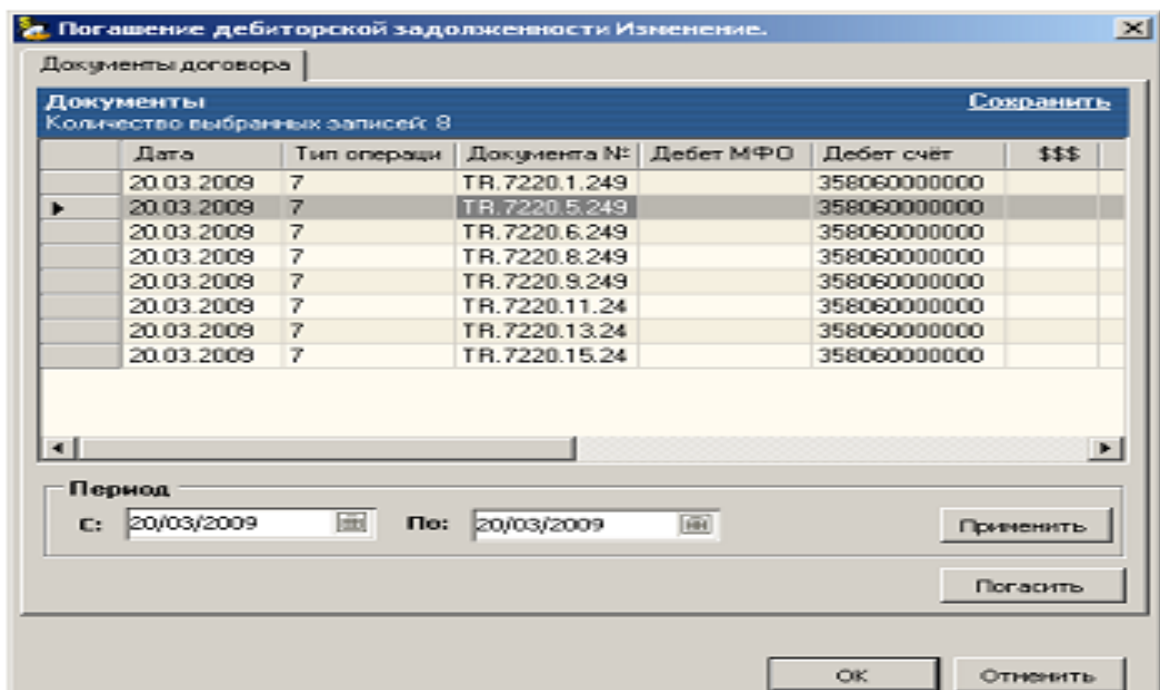 Погашение дебиторской задолженности Изменение.
Документы договора
Документы Сохранить
Количество выбранных записей: 8
Дата Тип операци Документа № Дебет МФО Дебет счёт $$$
20.03.2009 7 TR.7220.1.249 358060000000
20.03.2009 7 TR.7220.5.249 358060000000
20.03.2009 7 TR.7220.6.249 358060000000
20.03.2009 7 TR.7220.8.249 358060000000
20.03.2009 7 TR.7220.9.249 358060000000
20.03.2009 7 TR.7220.11.24 358060000000
20.03.2009 7 TR.7220.13.24 358060000000
20.03.2009 7 TR.7220.15.24 358060000000
Период
С: 20/03/2009 По: 20/03/2009 Применить
Погасить
ОК Отменить